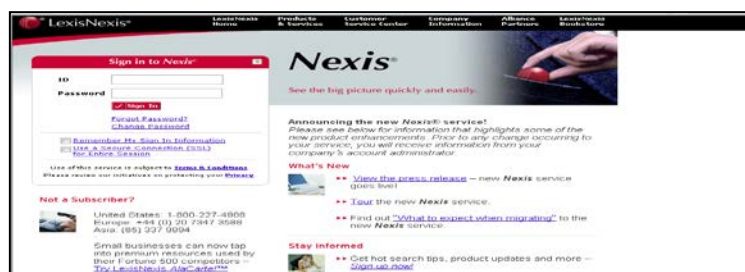 LexisNexis®
LexisNexis Home
Products & Services
Customer Service Center
Company Information
Alliance Partners
LexisNexis Bookstore
Sign in to Nexis®
ID
Password
Sign In
Forgot Password?
Change Password
Remember My Sign In Information
Use a Secure Connection (SSL)
for Entire Session
Use of this service is subject to Terms & Conditions
Please review our initiatives on protecting your Privacy.
Not a Subscriber?
United States: 1-800-227-4908
Europe: +44 (0) 20 7347 3588
Asia: (65) 337 9994
Small businesses can now tap
into premium resources used by
their Fortune 500 competitors –
Try LexisNexis AlaCarte!™
Nexis®
See the big picture quickly and easily.
Announcing the new Nexis® service!
Please see below for information that highlights some of the
new product enhancements. Prior to any change occurring to
your service, you will receive information from your
company's account administrator.
What's New
View the press release – new Nexis service
goes live!
Tour the new Nexis service.
Find out "What to expect when migrating" to the
new Nexis service.
Stay Informed
Get hot search tips, product updates and more –
Sign up now!